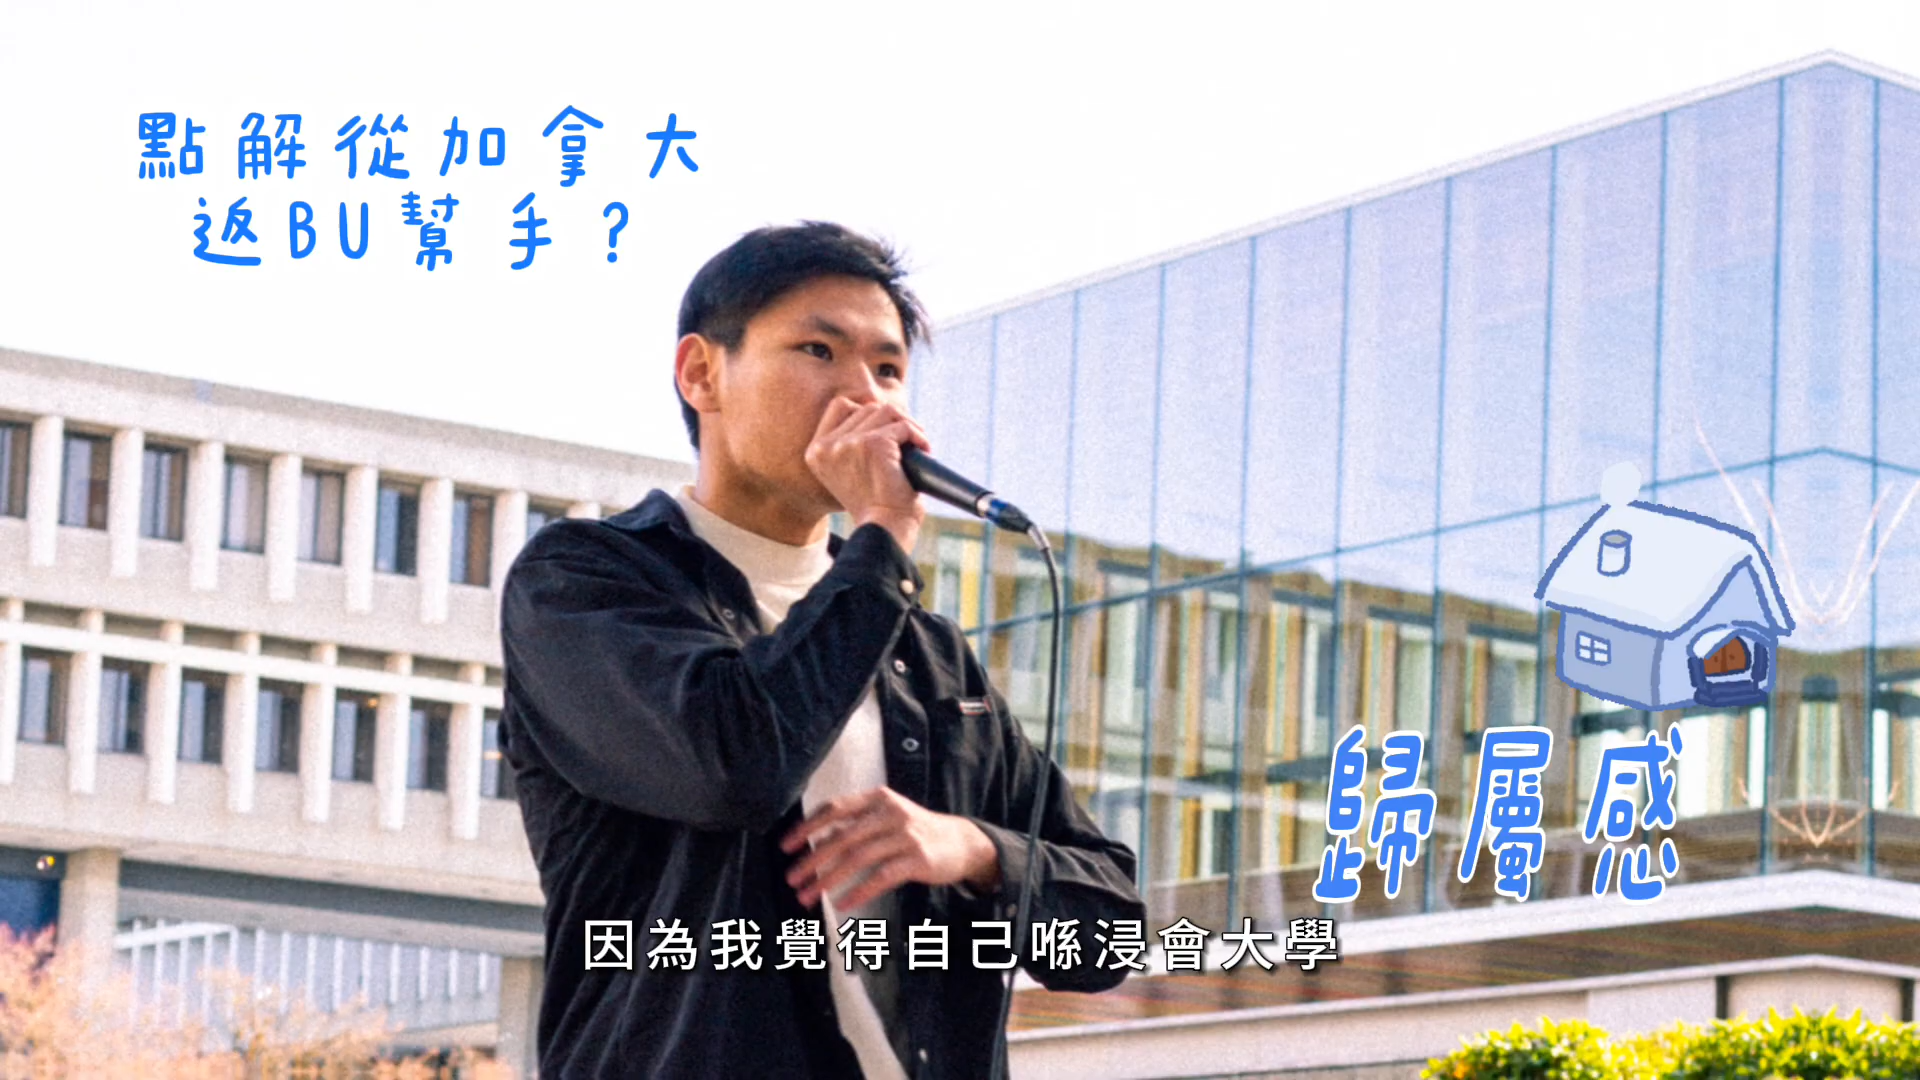 點解從加拿大
返BU幫手？
歸屬感
因為我覺得自己喺浸會大學